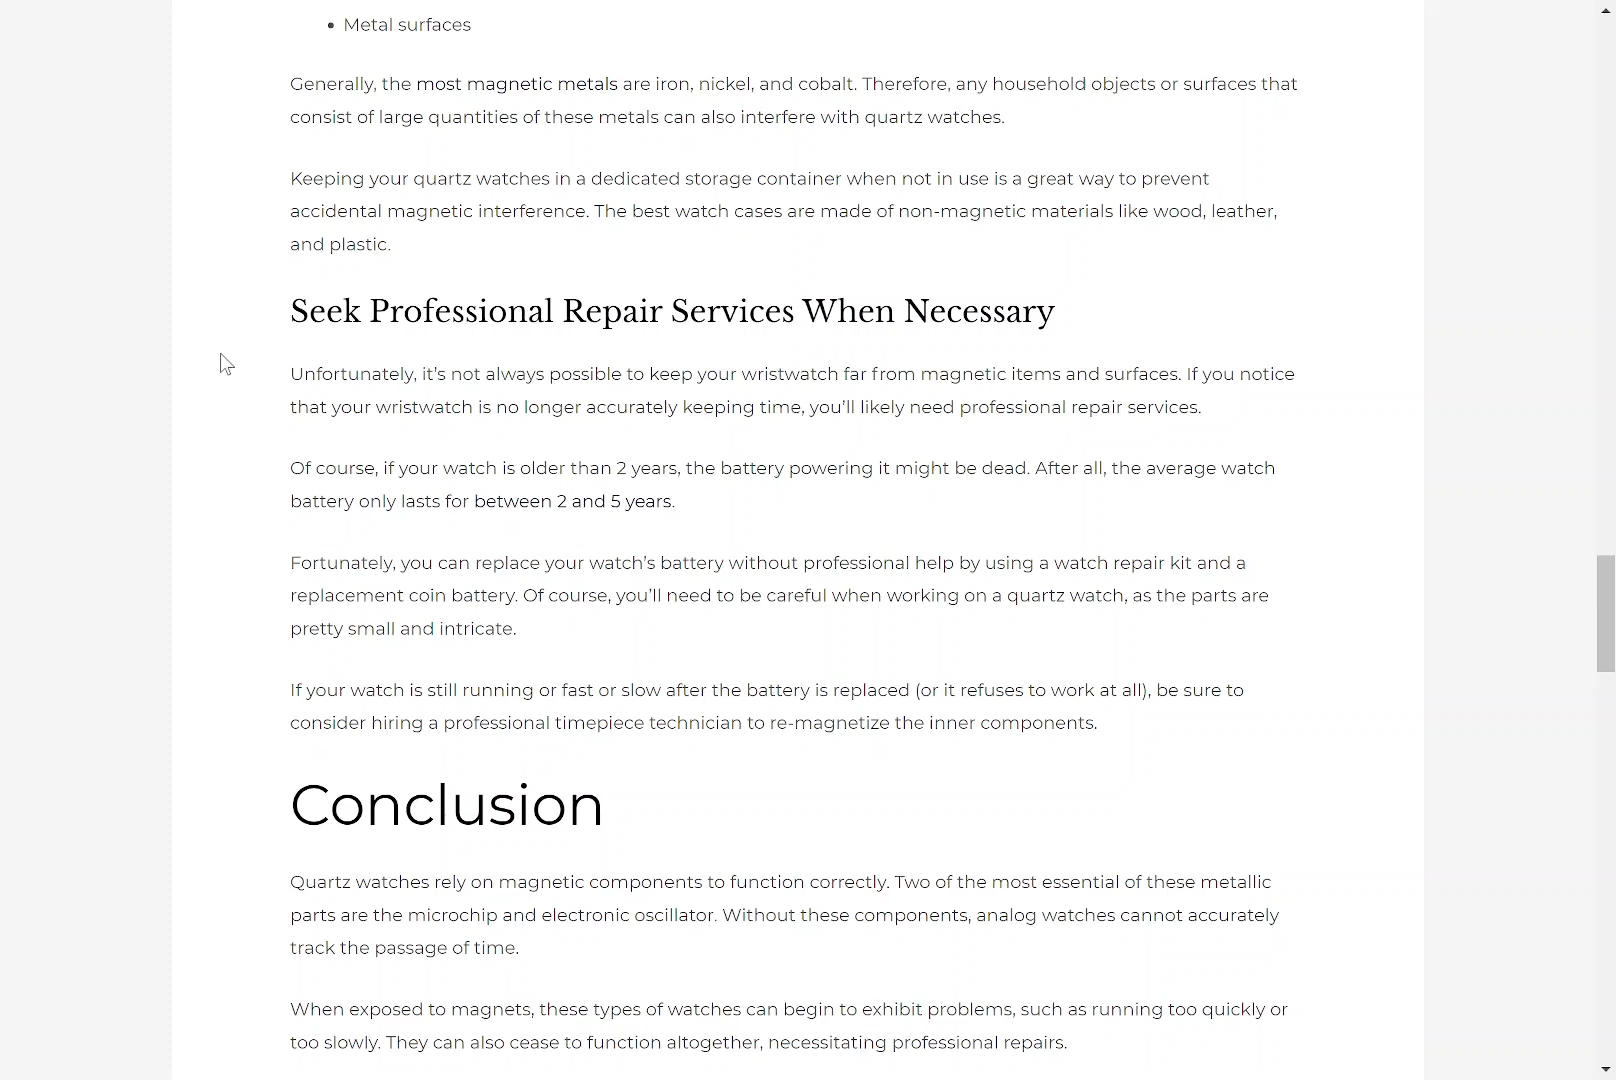 Metal surfaces
Generally, the most magnetic metals are iron, nickel, and cobalt. Therefore, any household objects or surfaces that
consist of large quantities of these metals can also interfere with quartz watches.
Keeping your quartz watches in a dedicated storage container when not in use is a great way to prevent
accidental magnetic interference. The best watch cases are made of non-magnetic materials like wood, leather,
and plastic.
Seek Professional Repair Services When Necessary
Unfortunately, it’s not always possible to keep your wristwatch far from magnetic items and surfaces. If you notice
that your wristwatch is no longer accurately keeping time, you’ll likely need professional repair services.
Of course, if your watch is older than 2 years, the battery powering it might be dead. After all, the average watch
battery only lasts for between 2 and 5 years.
Fortunately, you can replace your watch’s battery without professional help by using a watch repair kit and a
replacement coin battery. Of course, you’ll need to be careful when working on a quartz watch, as the parts are
pretty small and intricate.
If your watch is still running or fast or slow after the battery is replaced (or it refuses to work at all), be sure to
consider hiring a professional timepiece technician to re-magnetize the inner components.
Conclusion
Quartz watches rely on magnetic components to function correctly. Two of the most essential of these metallic
parts are the microchip and electronic oscillator. Without these components, analog watches cannot accurately
track the passage of time.
When exposed to magnets, these types of watches can begin to exhibit problems, such as running too quickly or
too slowly. They can also cease to function altogether, necessitating professional repairs.